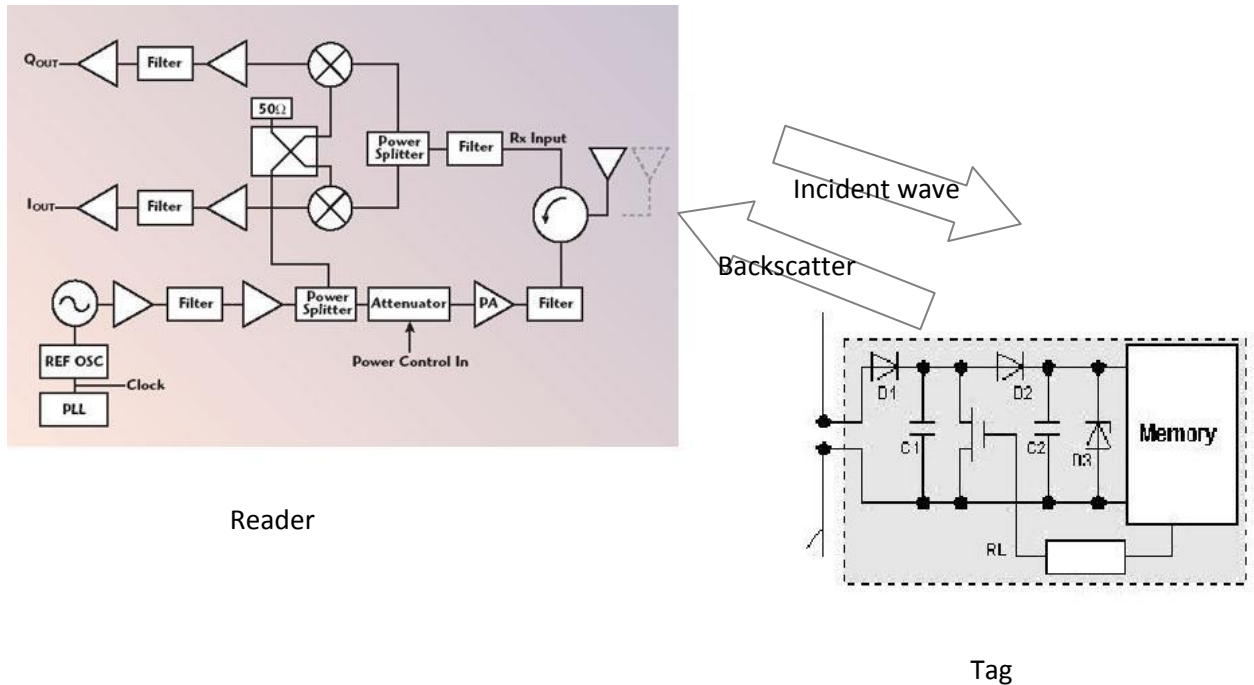 QOUT
Filter
50Ω
Power
Splitter
Filter
Rx Input
IOUT
Filter
Filter
Power
Splitter
Attenuator
PA
Filter
REF OSC
Power Control In
Clock
PLL
Reader
Incident wave
Backscatter
D1
D2
C1
C2
D3
Memory
RL
Tag